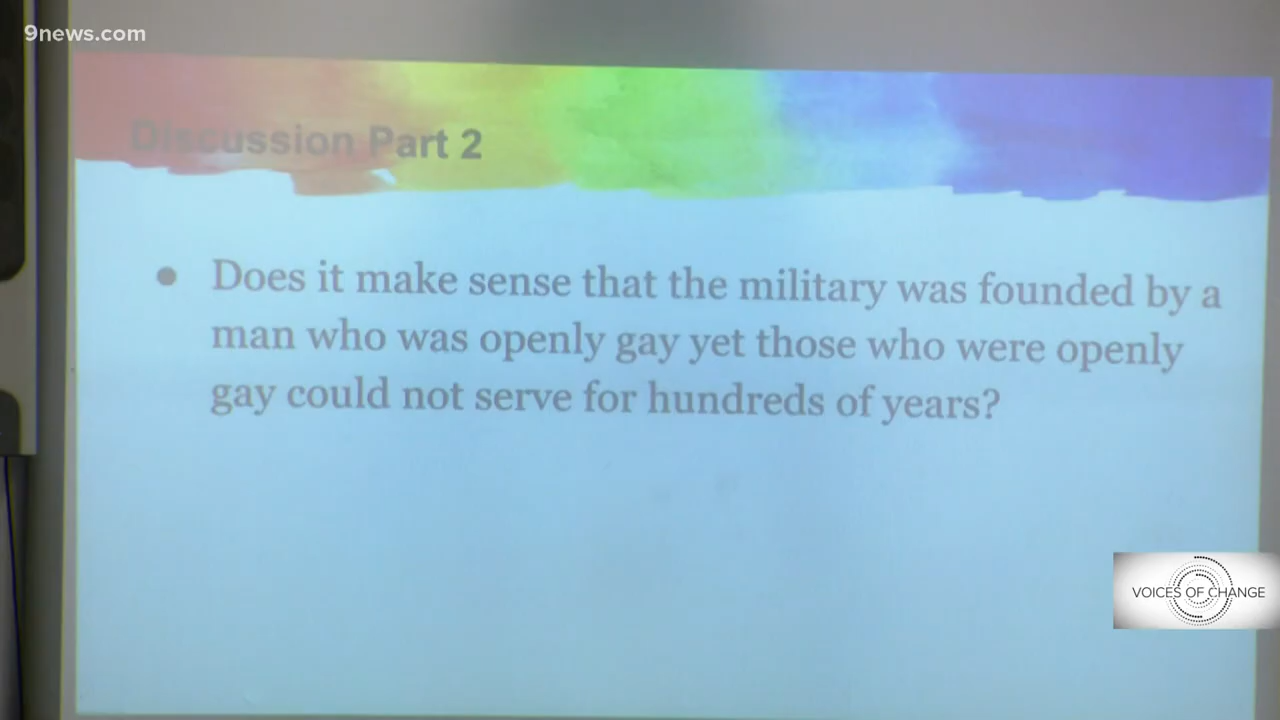 9news.com
Discussion Part 2
• Does it make sense that the military was founded by a
man who was openly gay yet those who were openly
gay could not serve for hundreds of years?
VOICES OF CHANGE